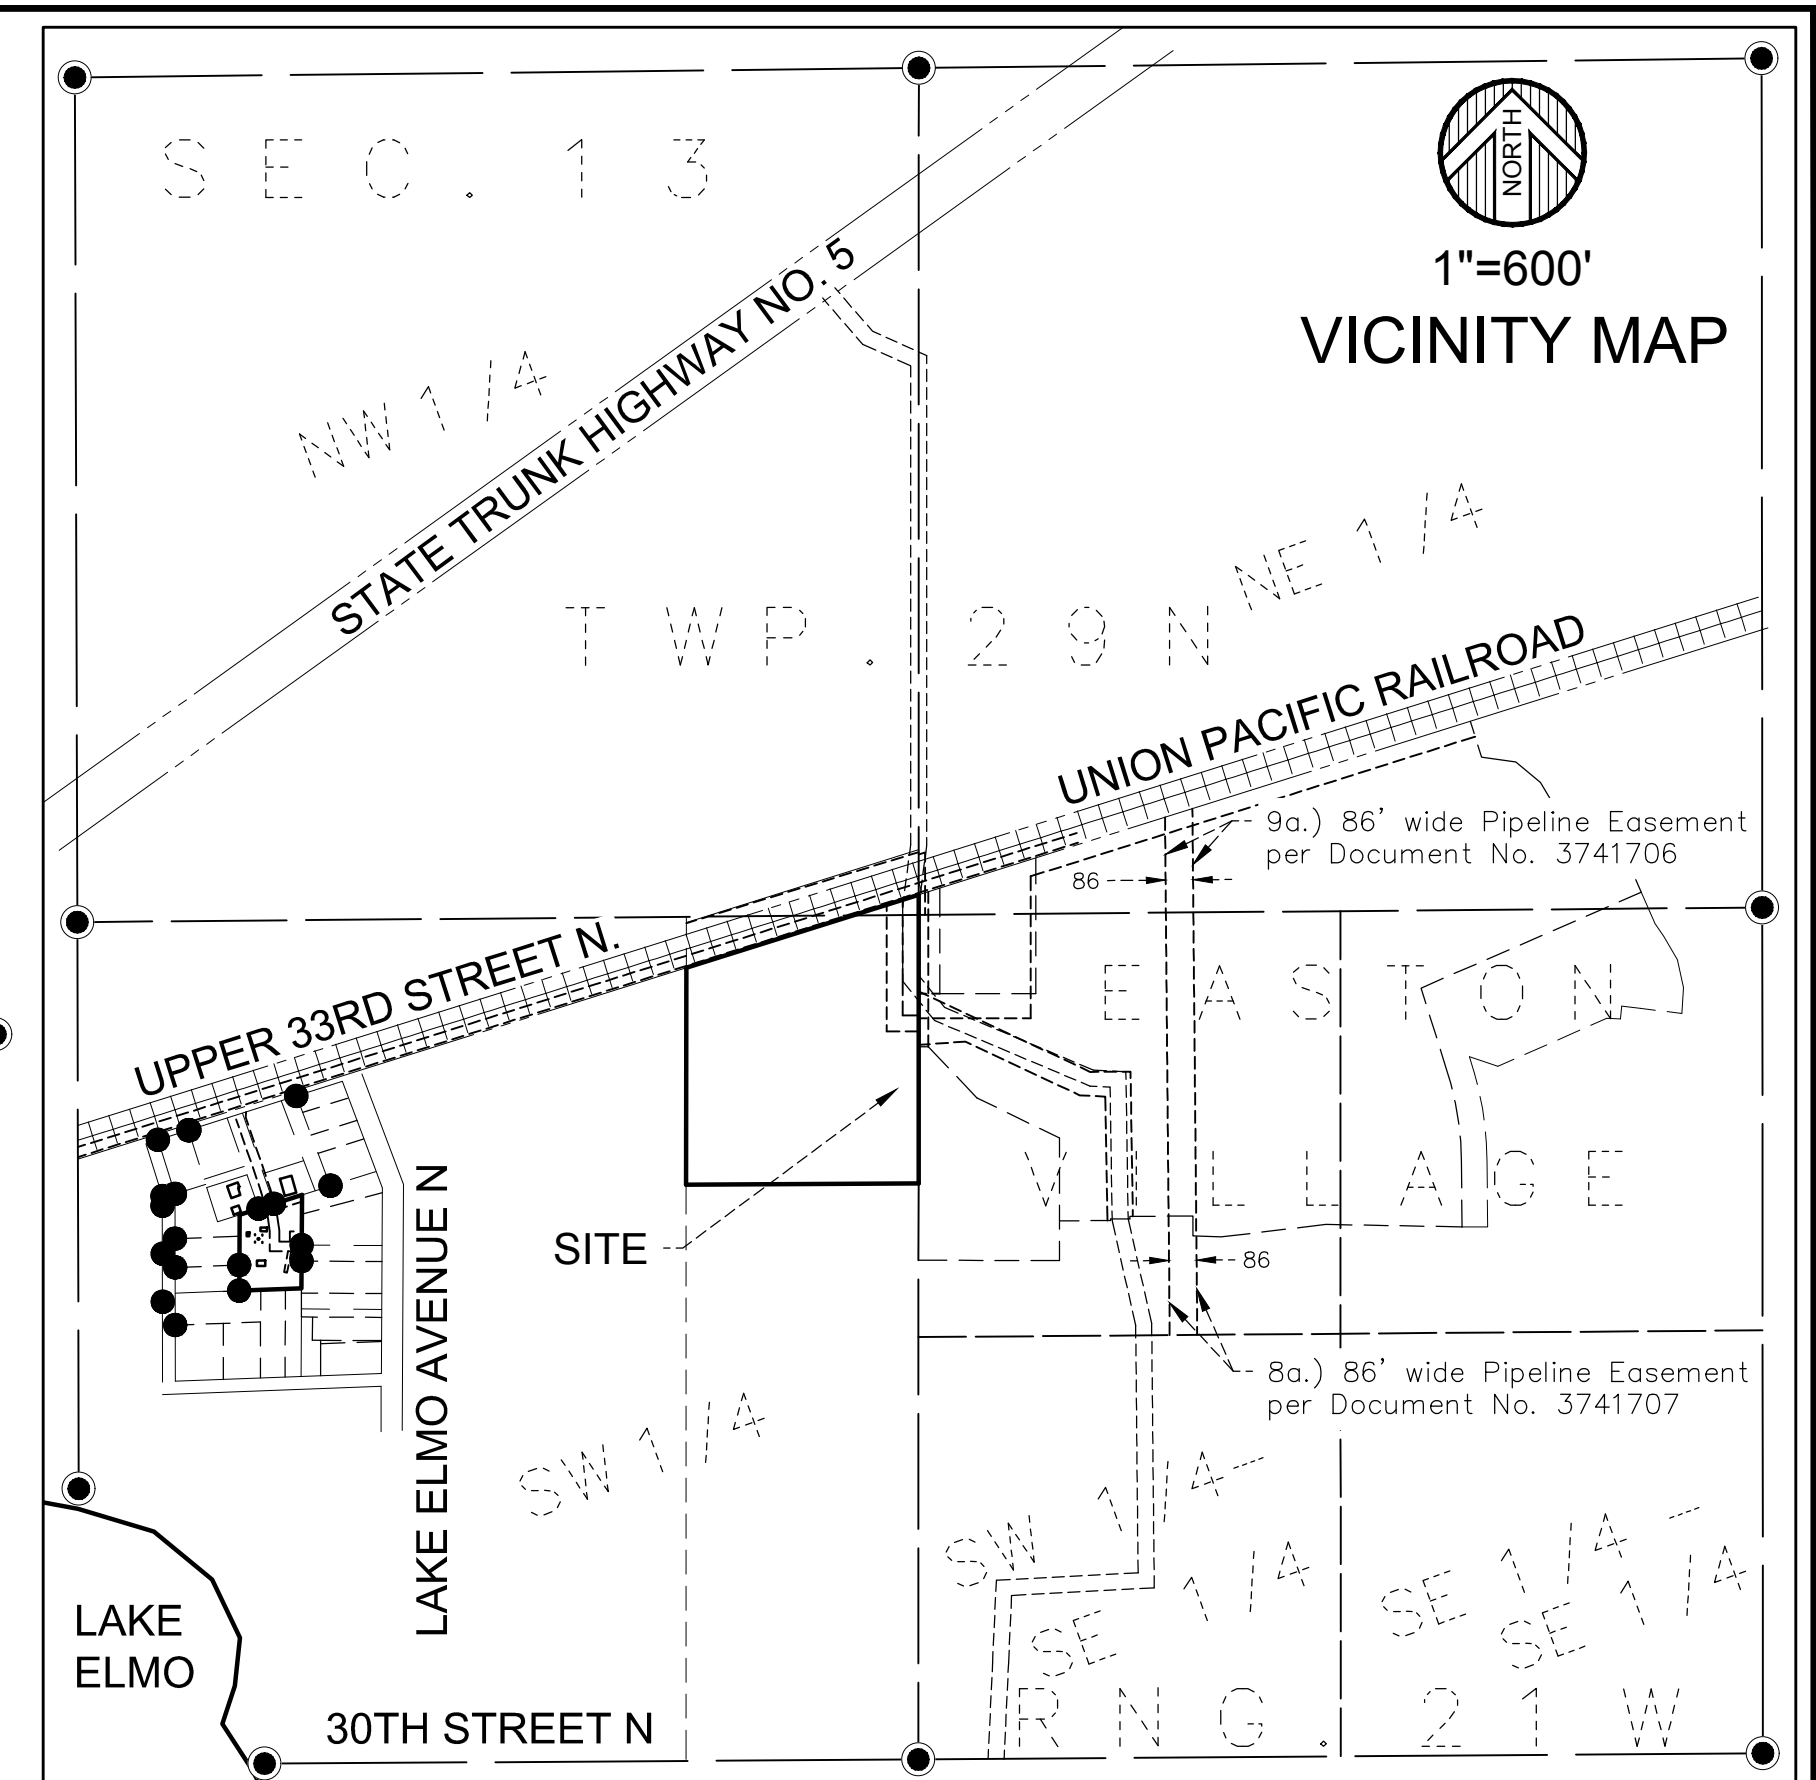 SEC. 13
NORTH
1"=600'
VICINITY MAP
NW 1/4
STATE TRUNK HIGHWAY NO. 5
NE 1/4
TWP. 29N
UNION PACIFIC RAILROAD
9a.) 86' wide Pipeline Easement
per Document No. 3741706
86
UPPER 33RD STREET N.
EASTON
VILLAGE
LAKE ELMO AVENUE N
SITE
86
8a.) 86' wide Pipeline Easement
per Document No. 3741707
SW 1/4
SW 1/4-
SE 1/4
SE 1/4-
SE 1/4
LAKE
ELMO
RNG. 21W
30TH STREET N